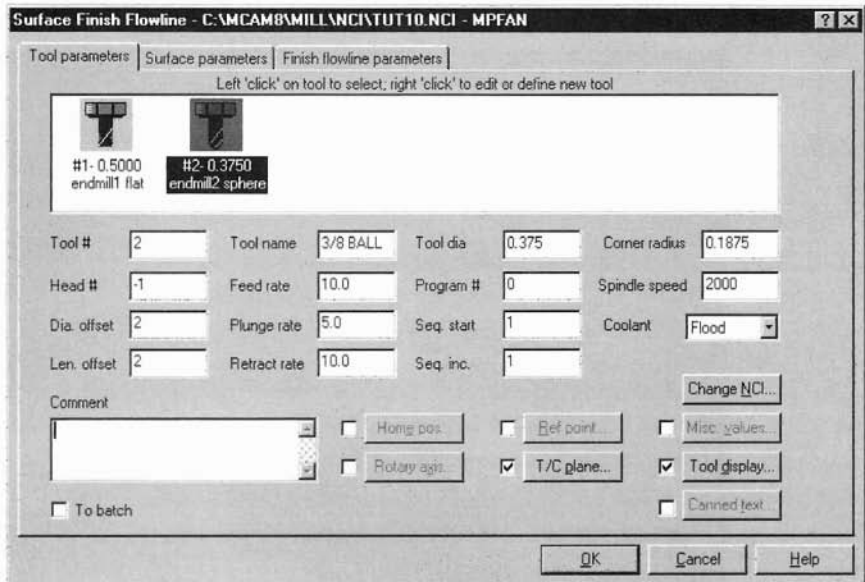 Surface Finish Flowline - C:\MCAM8\MILL\NCI\TUT10.NCI - MPFAN
Tool parameters Surface parameters Finish flowline parameters
Left 'click' on tool to select; right 'click' to edit or define new tool
#1- 0.5000 #2- 0.3750
endmill1 flat endmill2 sphere
Tool # 2 Tool name 3/8 BALL Tool dia 0.375 Corner radius 0.1875
Head # -1 Feed rate 10.0 Program # 0 Spindle speed 2000
Dia. offset 2 Plunge rate 5.0 Seq. start 1 Coolant Flood
Len. offset 2 Retract rate 10.0 Seq. inc. 1
Change NCI...
Comment
Home pos... Ref point... Misc. values...
Rotary axis... T/C plane... Tool display...
To batch Canned text...
OK Cancel Help